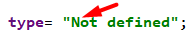 type= "Not defined";